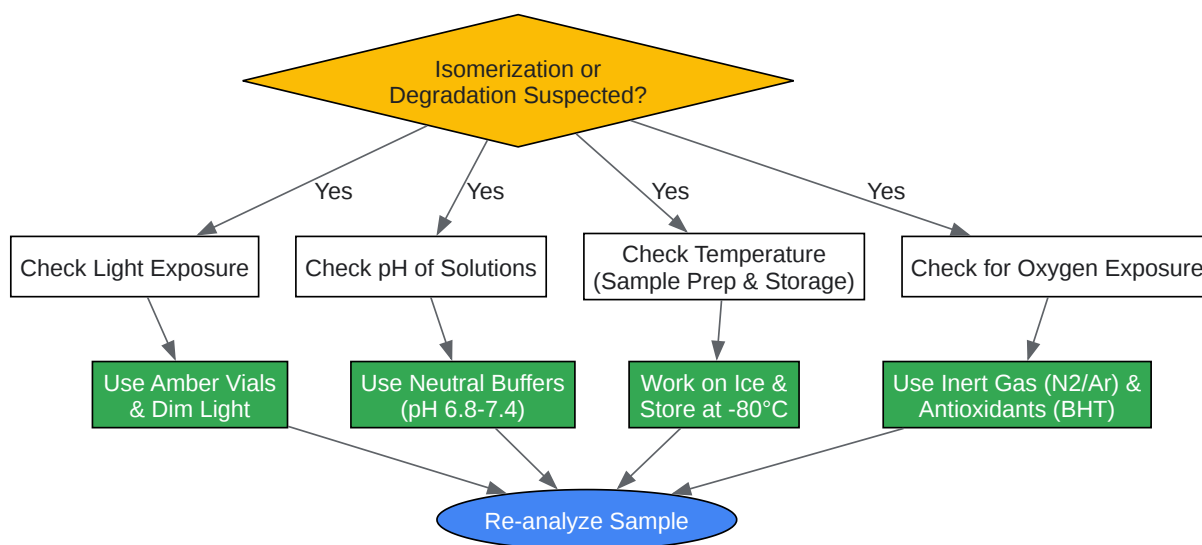 Isomerization or
Degradation Suspected?
Yes
Yes
Yes
Yes
Check Light Exposure
Check pH of Solutions
Check Temperature
(Sample Prep & Storage)
Check for Oxygen Exposure
Use Amber Vials
& Dim Light
Use Neutral Buffers
(pH 6.8-7.4)
Work on Ice &
Store at -80°C
Use Inert Gas (N2/Ar) &
Antioxidants (BHT)
Re-analyze Sample